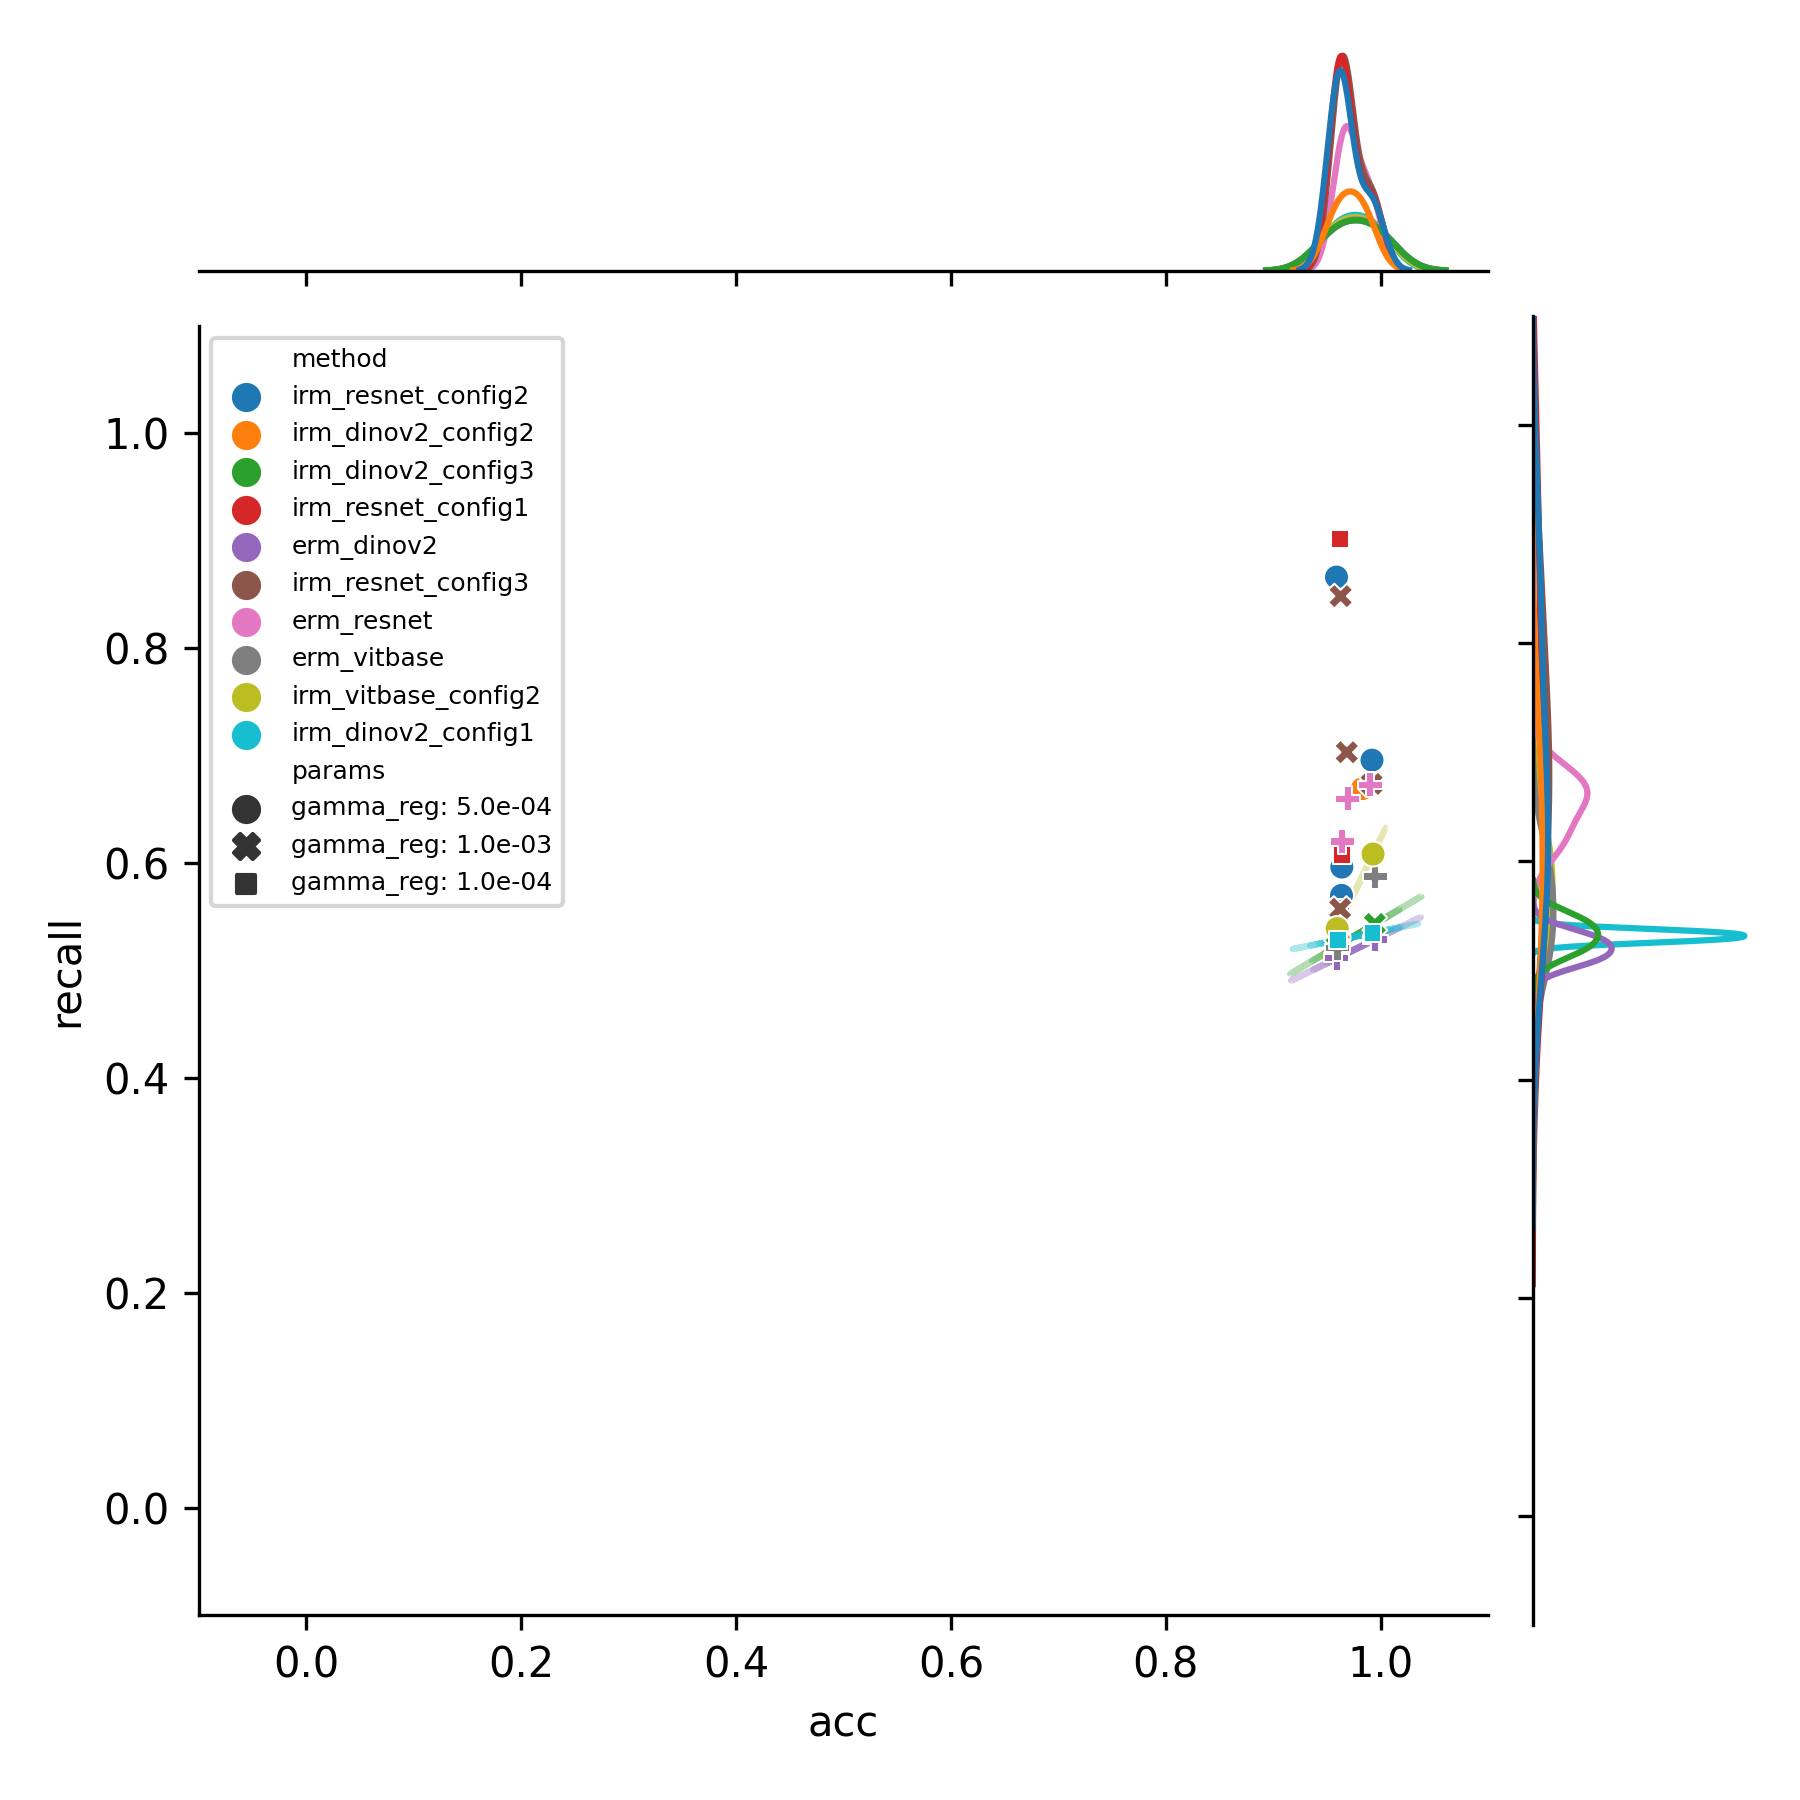 method
irm_resnet_config2
irm_dinov2_config2
irm_dinov2_config3
irm_resnet_config1
erm_dinov2
irm_resnet_config3
erm_resnet
erm_vitbase
irm_vitbase_config2
irm_dinov2_config1
params
gamma_reg: 5.0e-04
gamma_reg: 1.0e-03
gamma_reg: 1.0e-04
1.0
0.8
0.6
0.4
0.2
0.0
recall
0.0 0.2 0.4 0.6 0.8 1.0
acc